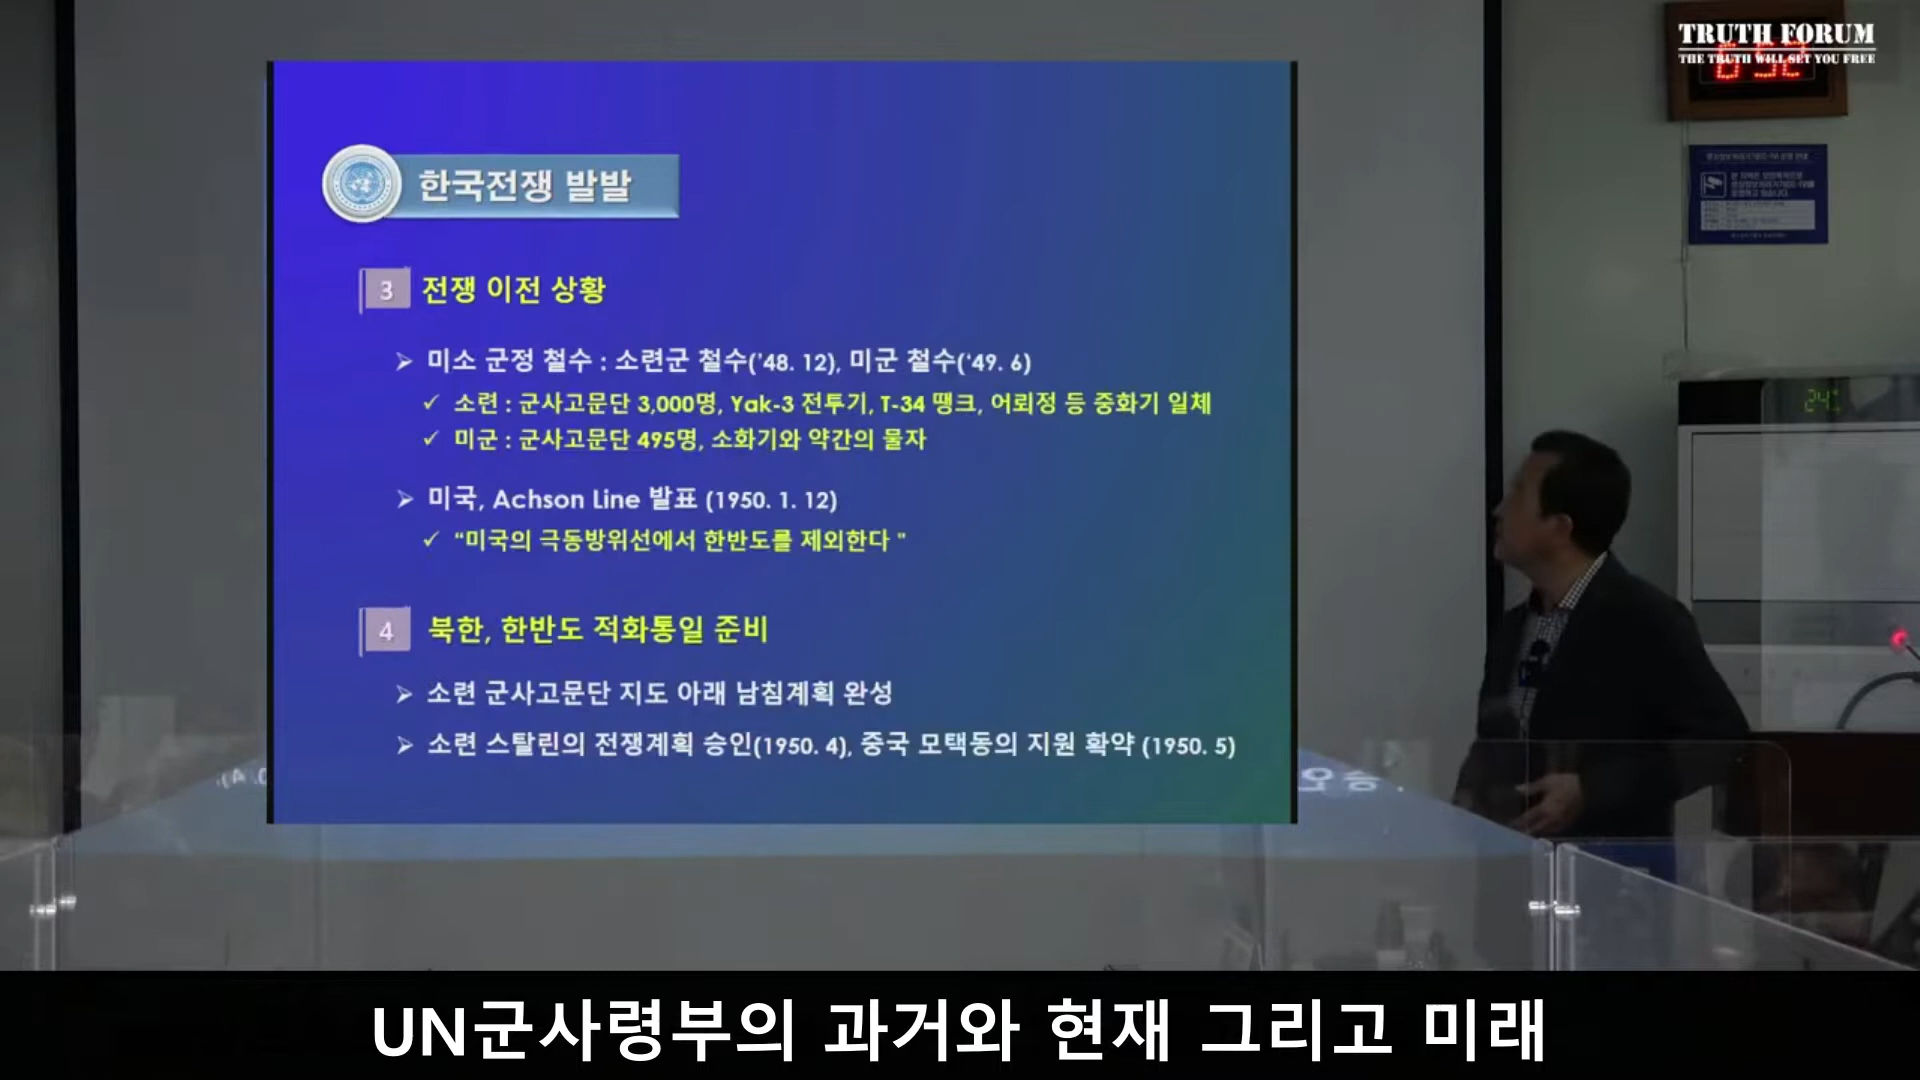 TRUTH FORUM
THE TRUTH WILL SET YOU FREE
6 52
한국전쟁 발발
3 전쟁 이전 상황
➢ 미소 군정 철수 : 소련군 철수('48. 12), 미군 철수('49. 6)
✓ 소련 : 군사고문단 3,000명, Yak-3 전투기, T-34 땡크, 어뢰정 등 중화기 일체
✓ 미군 : 군사고문단 495명, 소화기와 약간의 물자
➢ 미국, Achson Line 발표 (1950. 1. 12)
✓ “미국의 극동방위선에서 한반도를 제외한다 ”
4 북한, 한반도 적화통일 준비
➢ 소련 군사고문단 지도 아래 남침계획 완성
➢ 소련 스탈린의 전쟁계획 승인(1950. 4), 중국 모택동의 지원 확약 (1950. 5)
24
UN군사령부의 과거와 현재 그리고 미래